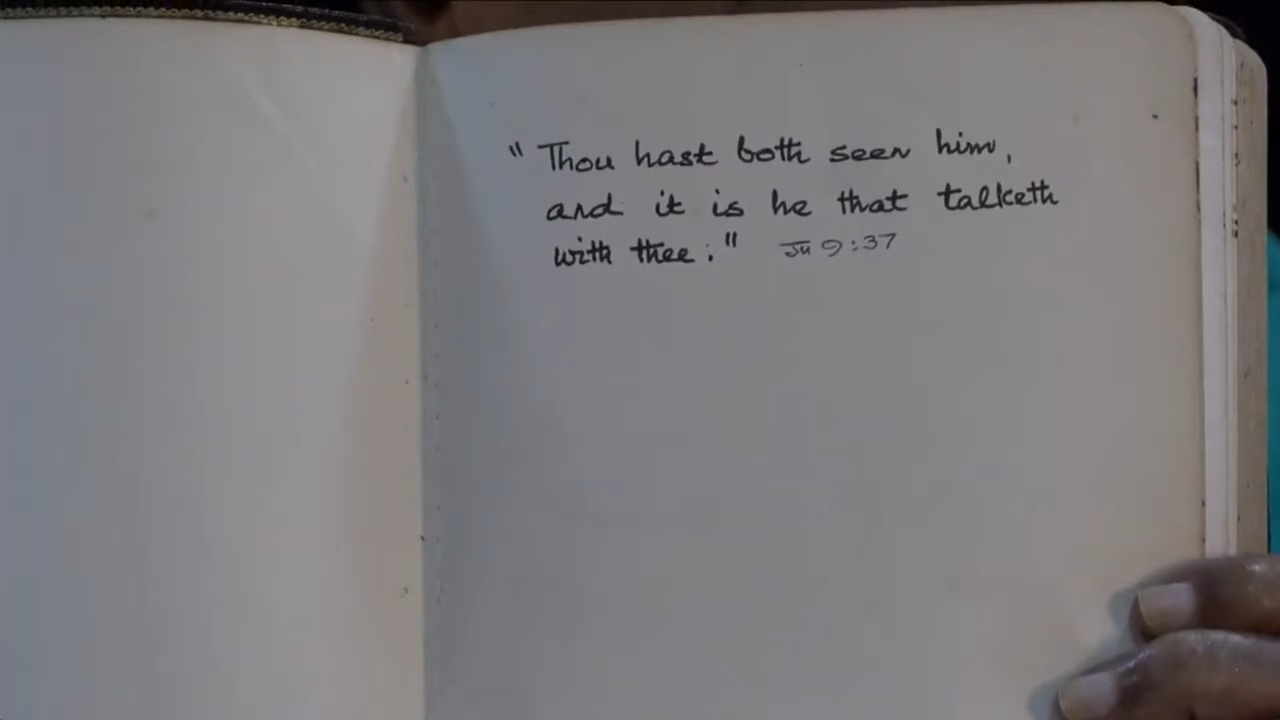 "Thou hast both seen him,
and it is he that talketh
with thee:" Jn 9:37